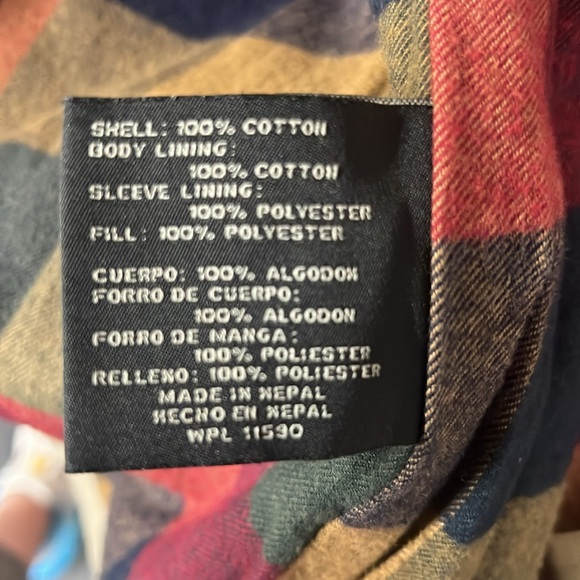 SHELL: 100% COTTON
BODY LINING:
100% COTTON
SLEEVE LINING:
100% POLYESTER
FILL: 100% POLYESTER
CUERPO: 100% ALGODON
FORRO DE CUERPO:
100% ALGODON
FORRO DE MANGA:
100% POLIESTER
RELLENO: 100% POLIESTER
MADE IN NEPAL
HECHO EN NEPAL
WPL 11590